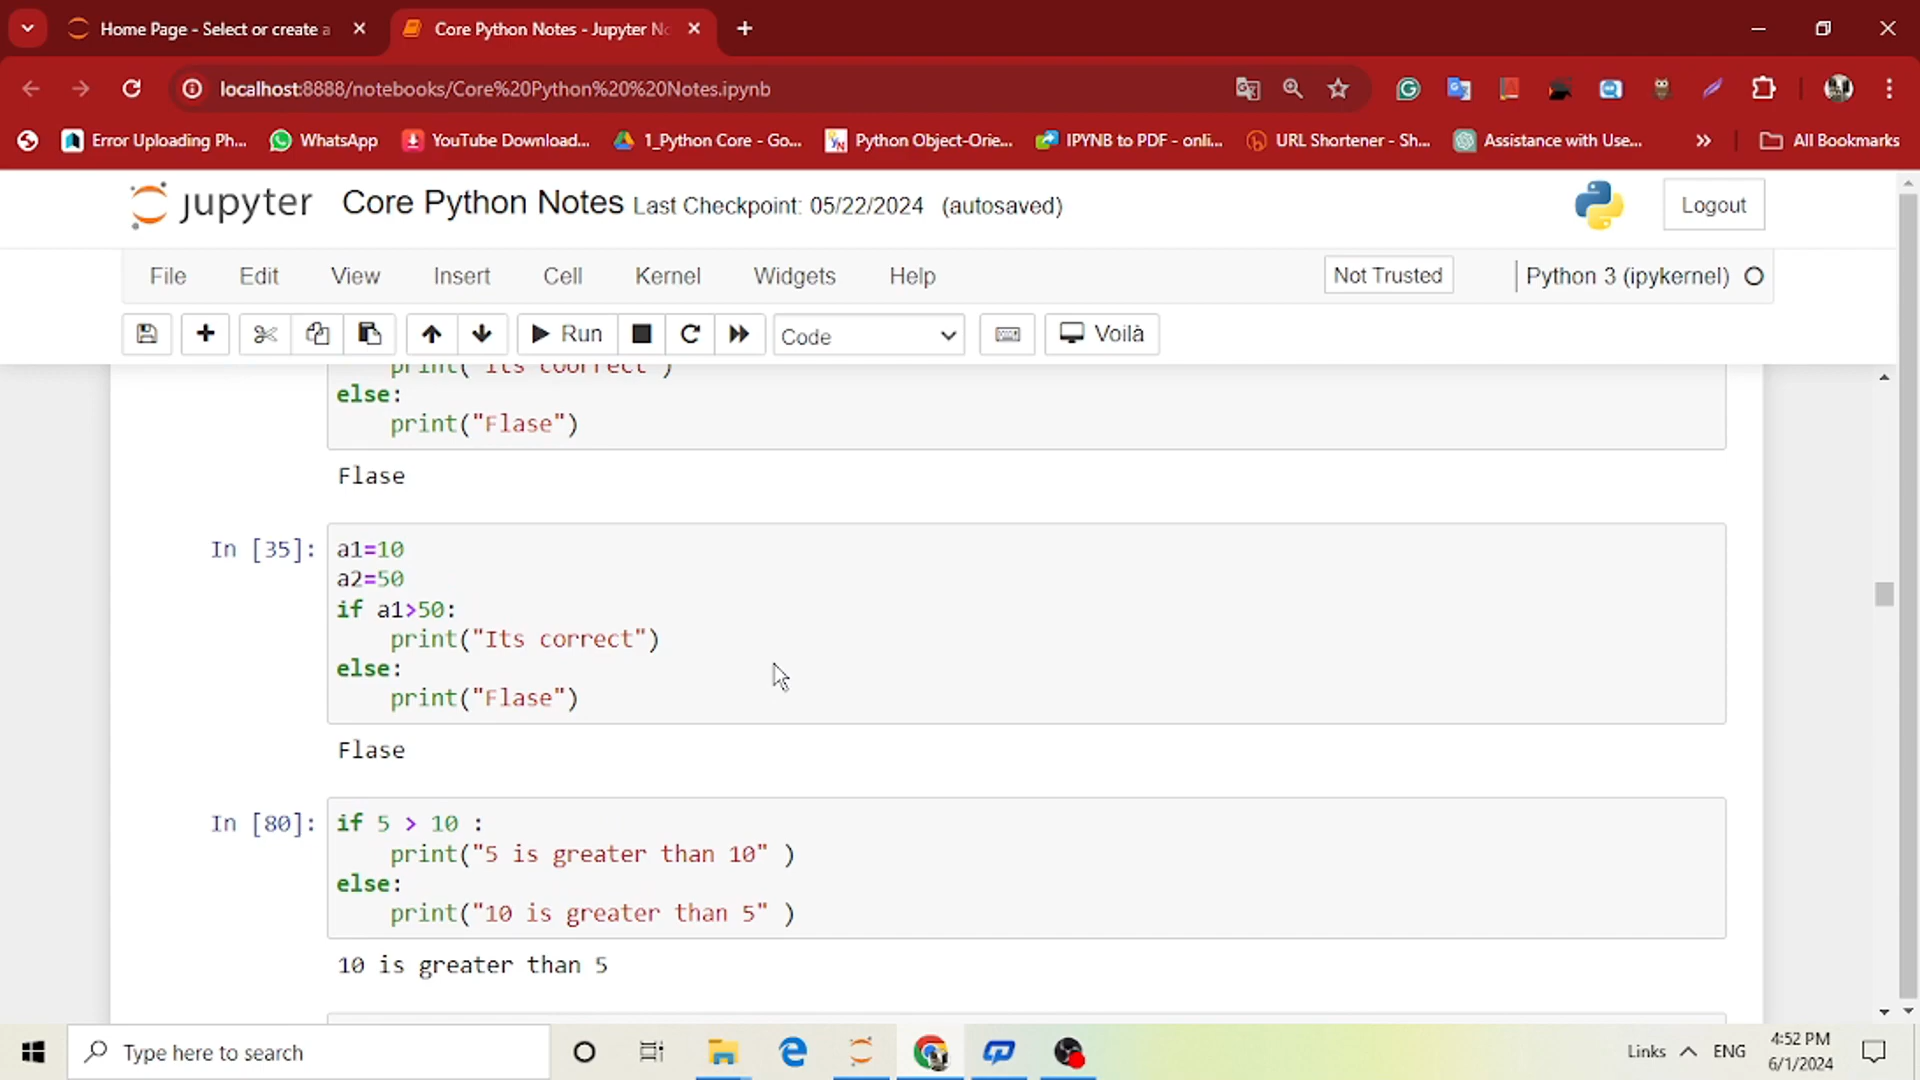 Home Page - Select or create a
Core Python Notes - Jupyter No
localhost:8888/notebooks/Core%20Python%20%20Notes.ipynb
Error Uploading Ph...
WhatsApp
YouTube Download...
1_Python Core - Go...
Python Object-Orie...
IPYNB to PDF - onli...
URL Shortener - Sh...
Assistance with Use...
»
All Bookmarks
jupyter
Core Python Notes Last Checkpoint: 05/22/2024 (autosaved)
Logout
File Edit View Insert Cell Kernel Widgets Help
Not Trusted
Python 3 (ipykernel)
Run
Code
Voilà
print("Its coorrect")
else:
    print("Flase")
Flase
In [35]:
a1=10
a2=50
if a1>50:
    print("Its correct")
else:
    print("Flase")
Flase
In [80]:
if 5 > 10 :
    print("5 is greater than 10" )
else:
    print("10 is greater than 5" )
10 is greater than 5
Type here to search
Links
ENG
4:52 PM
6/1/2024